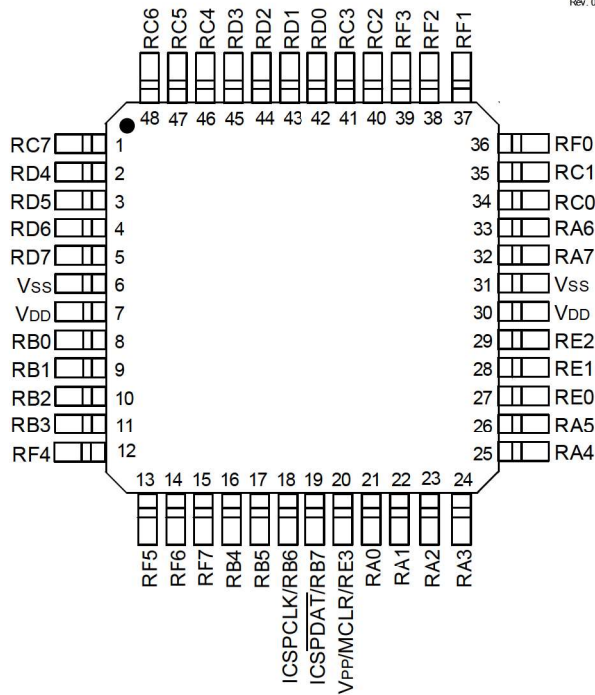 Rev. 0
RC6 RC5 RC4 RD3 RD2 RD1 RD0 RC3 RC2 RF3 RF2 RF1
48 47 46 45 44 43 42 41 40 39 38 37
RC7 1 36 RF0
RD4 2 35 RC1
RD5 3 34 RC0
RD6 4 33 RA6
RD7 5 32 RA7
VSS 6 31 VSS
VDD 7 30 VDD
RB0 8 29 RE2
RB1 9 28 RE1
RB2 10 27 RE0
RB3 11 26 RA5
RF4 12 25 RA4
13 14 15 16 17 18 19 20 21 22 23 24
RF5 RF6 RF7 RB4 RB5 ICSPCLK/RB6 ICSPDAT/RB7 VPP/MCLR/RE3 RA0 RA1 RA2 RA3